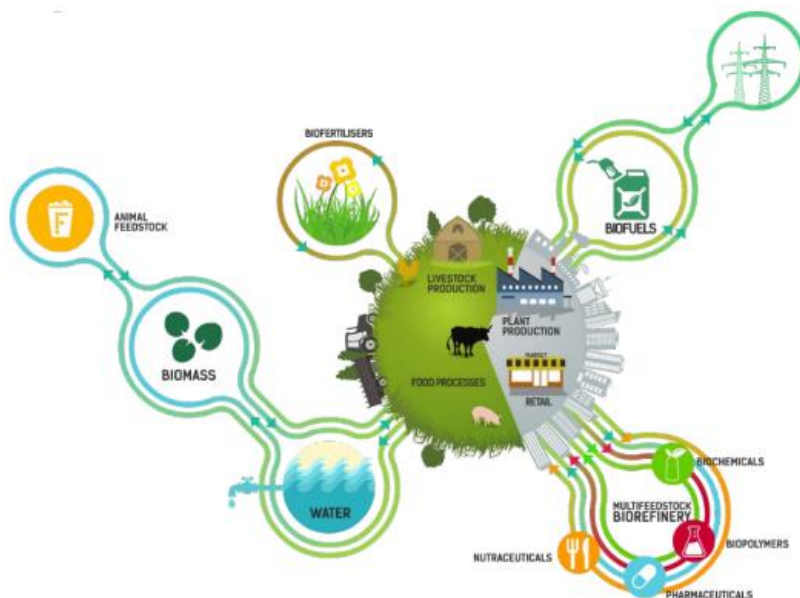 BIOFERTILISERS
BIOFUELS
ANIMAL
FEEDSTOCK
F
LIVESTOCK
PRODUCTION
PLANT
PRODUCTION
MARKET
FOOD PROCESSES
RETAIL
BIOMASS
WATER
BIOCHEMICALS
MULTIFEEDSTOCK
BIOREFINERY
BIOPOLYMERS
NUTRACEUTICALS
PHARMACEUTICALS